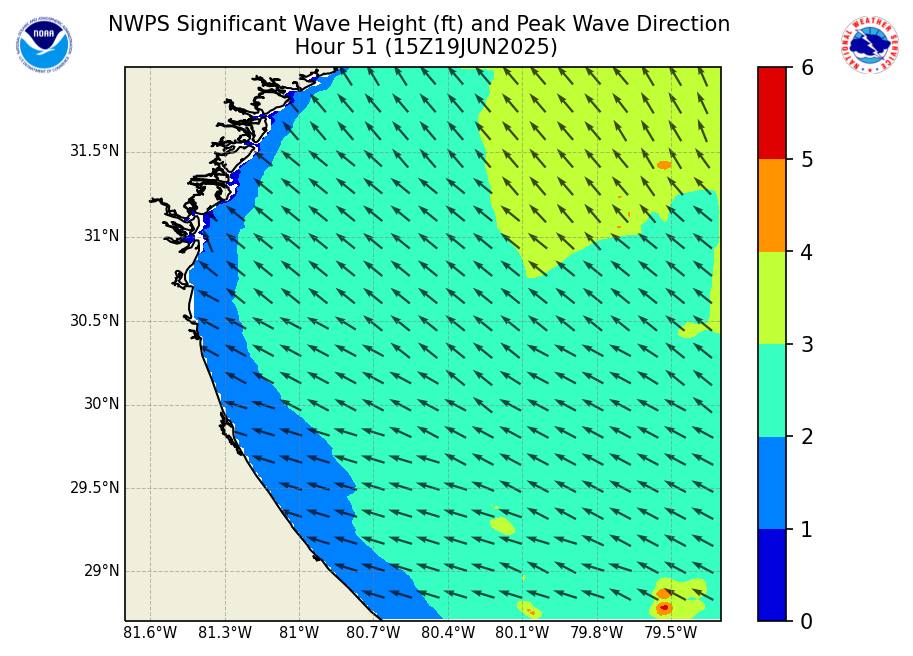 NWPS Significant Wave Height (ft) and Peak Wave Direction
Hour 51 (15Z19JUN2025)
NOAA
NATIONAL WEATHER SERVICE
31.5°N
31°N
30.5°N
30°N
29.5°N
29°N
81.6°W 81.3°W 81°W 80.7°W 80.4°W 80.1°W 79.8°W 79.5°W
6
5
4
3
2
1
0